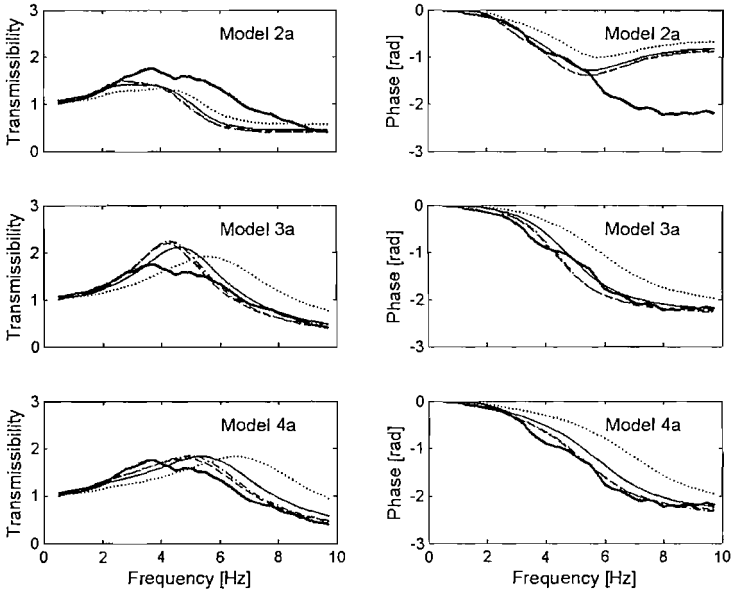 3
2
1
0
Transmissibility
Model 2a
0
-1
-2
-3
Phase [rad]
Model 2a
3
2
1
0
Transmissibility
Model 3a
0
-1
-2
-3
Phase [rad]
Model 3a
3
2
1
0
Transmissibility
Model 4a
0 2 4 6 8 10
Frequency [Hz]
0
-1
-2
-3
Phase [rad]
Model 4a
0 2 4 6 8 10
Frequency [Hz]